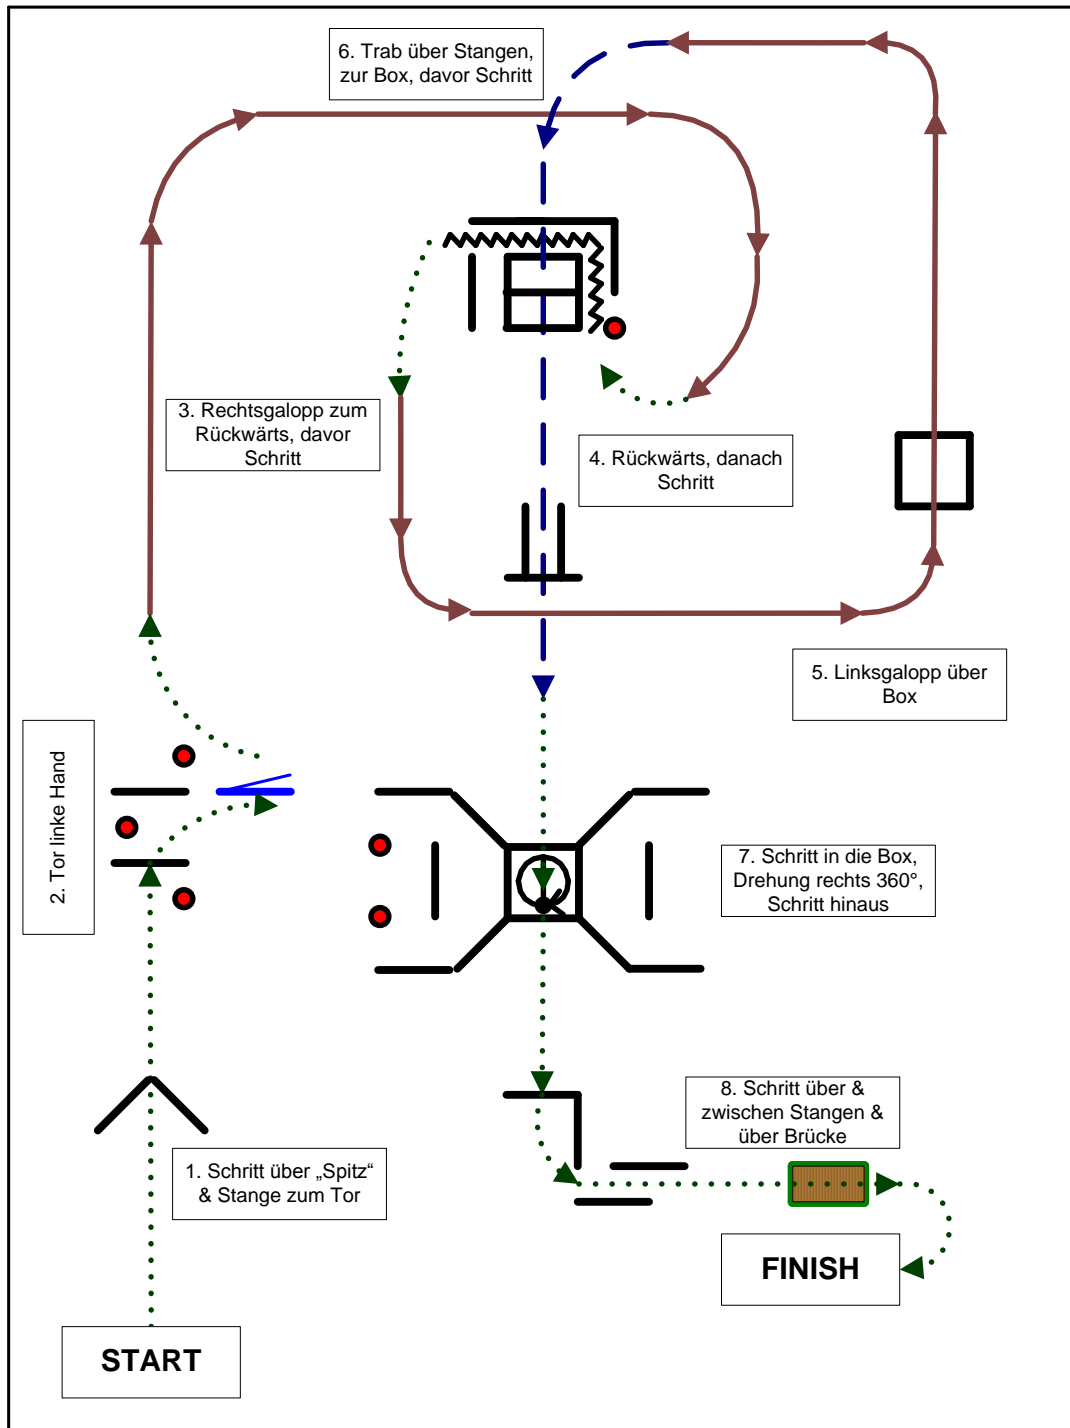 6. Trab über Stangen,
zur Box, davor Schritt
3. Rechtsgalopp zum
Rückwärts, davor
Schritt
4. Rückwärts, danach
Schritt
5. Linksgalopp über
Box
2. Tor linke Hand
7. Schritt in die Box,
Drehung rechts 360°,
Schritt hinaus
8. Schritt über &
zwischen Stangen &
über Brücke
1. Schritt über „Spitz“
& Stange zum Tor
FINISH
START